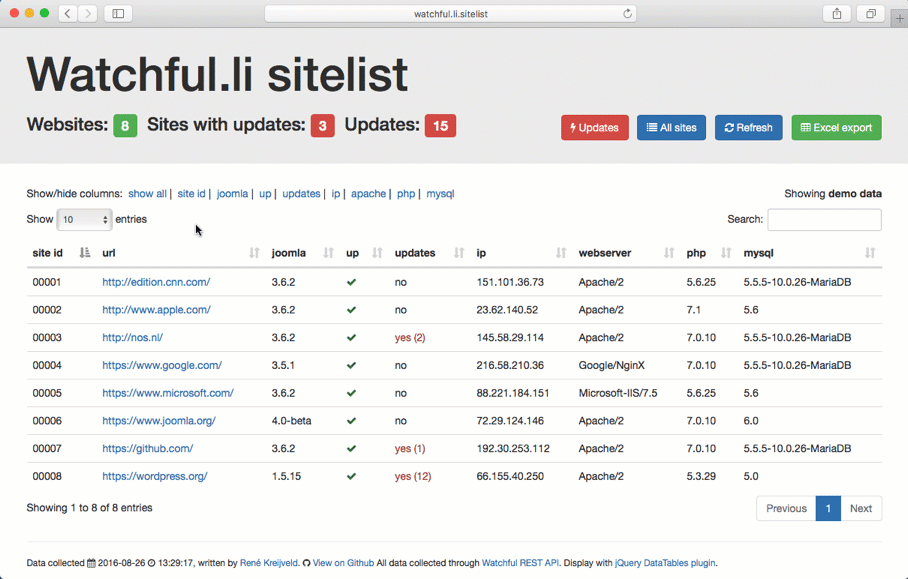 watchful.li.sitelist
Watchful.li sitelist
Websites: 8 Sites with updates: 3 Updates: 15
Updates All sites Refresh Excel export
Show/hide columns: show all | site id | joomla | up | updates | ip | apache | php | mysql Showing demo data
Show 10 entries Search:
site id url joomla up updates ip webserver php mysql
00001 http://edition.cnn.com/ 3.6.2 no 151.101.36.73 Apache/2 5.6.25 5.5.5-10.0.26-MariaDB
00002 http://www.apple.com/ 3.6.2 no 23.62.140.52 Apache/2 7.1 5.6
00003 http://nos.nl/ 3.6.2 yes (2) 145.58.29.114 Apache/2 7.0.10 5.5.5-10.0.26-MariaDB
00004 https://www.google.com/ 3.5.1 no 216.58.210.36 Google/NginX 7.0.10 5.5.5-10.0.26-MariaDB
00005 https://www.microsoft.com/ 3.6.2 no 88.221.184.151 Microsoft-IIS/7.5 5.6.25 5.6
00006 https://www.joomla.org/ 4.0-beta no 72.29.124.146 Apache/2 7.0.10 6.0
00007 https://github.com/ 3.6.2 yes (1) 192.30.253.112 Apache/2 7.0.10 5.5.5-10.0.26-MariaDB
00008 https://wordpress.org/ 1.5.15 yes (12) 66.155.40.250 Apache/2 5.3.29 5.0
Showing 1 to 8 of 8 entries Previous 1 Next
Data collected 2016-08-26 13:29:17, written by René Kreijveld. View on Github All data collected through Watchful REST API. Display with jQuery DataTables plugin.